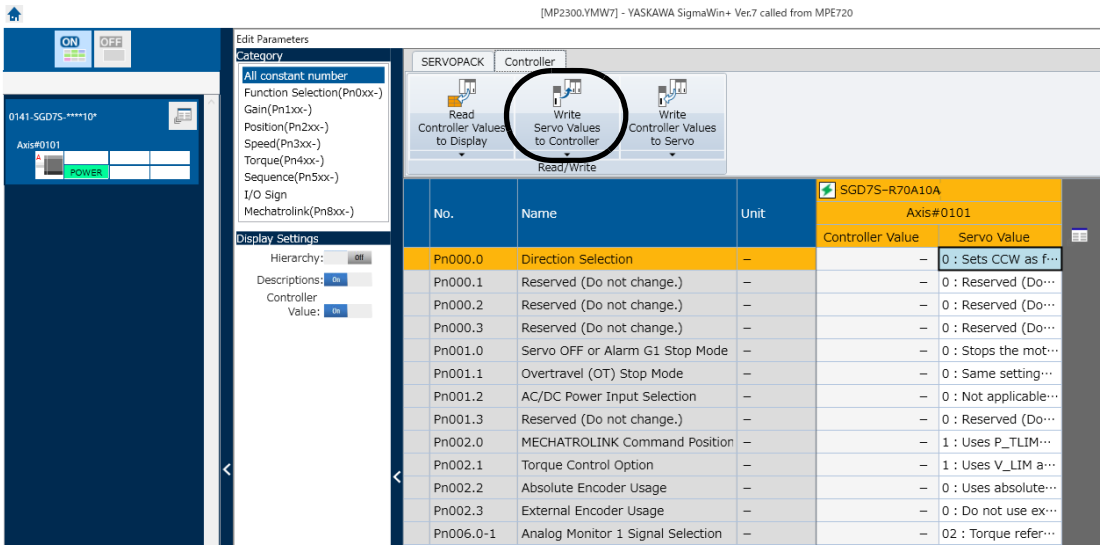 [MP2300.YMW7] - YASKAWA SigmaWin+ Ver.7 called from MPE720
ON OFF
0141-SGD7S-****10*
Axis#0101
A
POWER
Edit Parameters
Category
All constant number
Function Selection(Pn0xx-)
Gain(Pn1xx-)
Position(Pn2xx-)
Speed(Pn3xx-)
Torque(Pn4xx-)
Sequence(Pn5xx-)
I/O Sign
Mechatrolink(Pn8xx-)
Display Settings
Hierarchy: Off
Descriptions: On
Controller
Value: On
SERVOPACK Controller
Read
Controller Values
to Display
Write
Servo Values
to Controller
Write
Controller Values
to Servo
Read/Write
SGD7S-R70A10A
No. Name Unit Axis#0101
Controller Value Servo Value
Pn000.0 Direction Selection – – 0 : Sets CCW as f···
Pn000.1 Reserved (Do not change.) – – 0 : Reserved (Do···
Pn000.2 Reserved (Do not change.) – – 0 : Reserved (Do···
Pn000.3 Reserved (Do not change.) – – 0 : Reserved (Do···
Pn001.0 Servo OFF or Alarm G1 Stop Mode – – 0 : Stops the mot···
Pn001.1 Overtravel (OT) Stop Mode – – 0 : Same setting···
Pn001.2 AC/DC Power Input Selection – – 0 : Not applicable···
Pn001.3 Reserved (Do not change.) – – 0 : Reserved (Do···
Pn002.0 MECHATROLINK Command Position – – 1 : Uses P_TLIM···
Pn002.1 Torque Control Option – – 1 : Uses V_LIM a···
Pn002.2 Absolute Encoder Usage – – 0 : Uses absolute···
Pn002.3 External Encoder Usage – – 0 : Do not use ex···
Pn006.0-1 Analog Monitor 1 Signal Selection – – 02 : Torque refer···